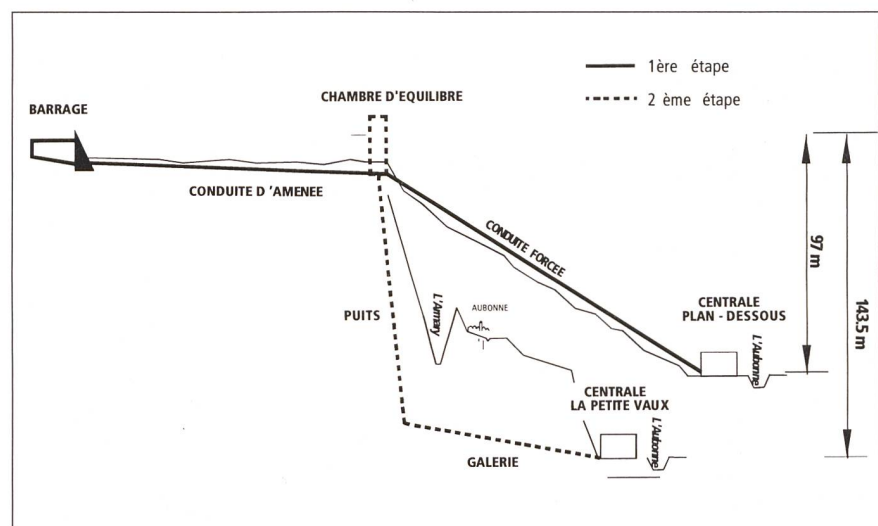 1ère étape
2 ème étape
CHAMBRE D'EQUILIBRE
BARRAGE
CONDUITE D 'AMENEE
CONDUITE FORCEE
97 m
143.5 m
CENTRALE
PLAN - DESSOUS
L'Aubonne
PUITS
L'Armary
AUBONNE
CENTRALE
LA PETITE VAUX
L'Aubonne
GALERIE